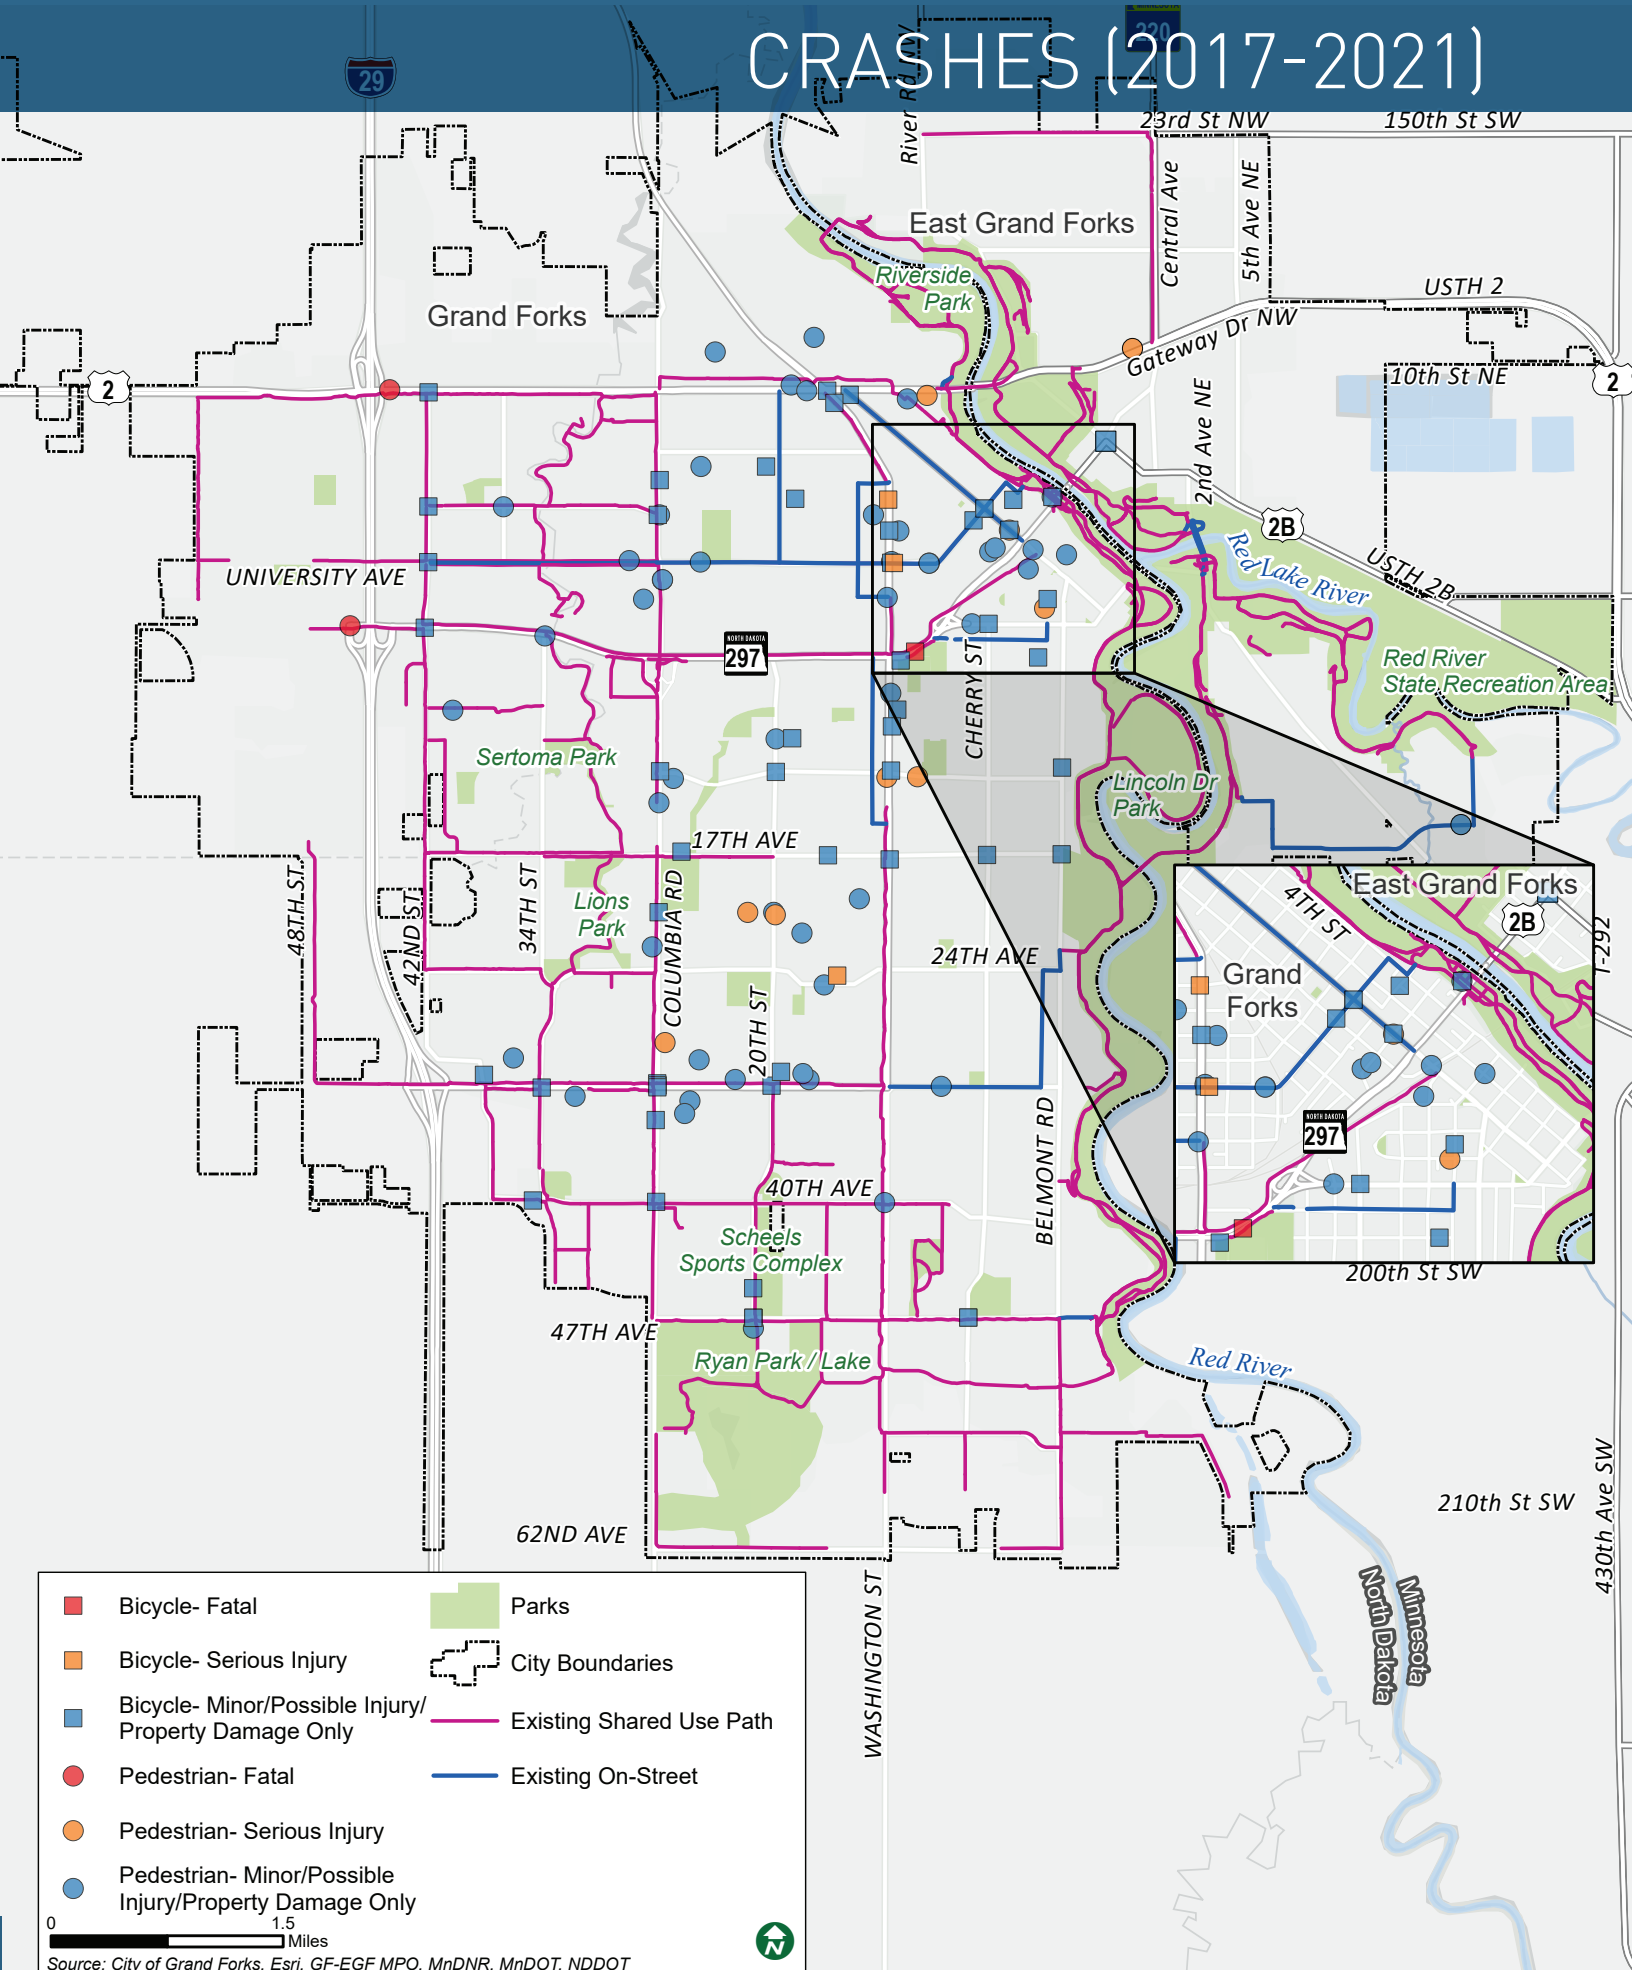 CRASHES (2017-2021)
MINNESOTA
220
29
River Rd NW
23rd St NW
150th St SW
Central Ave
5th Ave NE
East Grand Forks
Riverside
Park
USTH 2
Grand Forks
Gateway Dr NW
2
10th St NE
2
2nd Ave NE
2B
Red Lake River
USTH 2B
UNIVERSITY AVE
NORTH DAKOTA
297
CHERRY ST
Red River
State Recreation Area
Sertoma Park
Lincoln Dr
Park
17TH AVE
48TH ST
42ND ST
34TH ST
Lions
Park
COLUMBIA RD
24TH AVE
20TH ST
East Grand Forks
4TH ST
2B
T-292
Grand
Forks
NORTH DAKOTA
297
BELMONT RD
40TH AVE
Scheels
Sports Complex
200th St SW
47TH AVE
Ryan Park / Lake
Red River
62ND AVE
210th St SW
430th Ave SW
WASHINGTON ST
Minnesota
North Dakota
Bicycle- Fatal
Bicycle- Serious Injury
Bicycle- Minor/Possible Injury/
Property Damage Only
Pedestrian- Fatal
Pedestrian- Serious Injury
Pedestrian- Minor/Possible
Injury/Property Damage Only
Parks
City Boundaries
Existing Shared Use Path
Existing On-Street
0 1.5
Miles
N
Source: City of Grand Forks, Esri, GF-EGF MPO, MnDNR, MnDOT, NDDOT